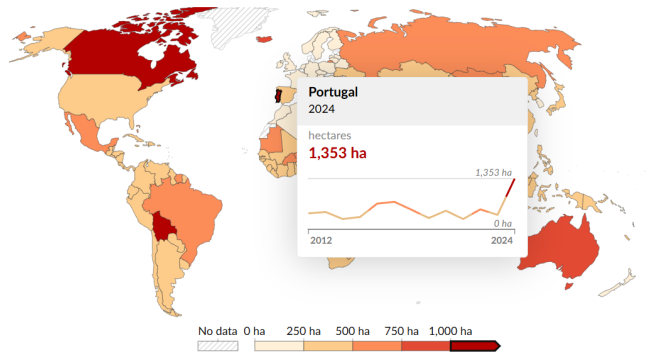 Portugal
2024
hectares
1,353 ha
1,353 ha
0 ha
2012 2024
No data 0 ha 250 ha 500 ha 750 ha 1,000 ha